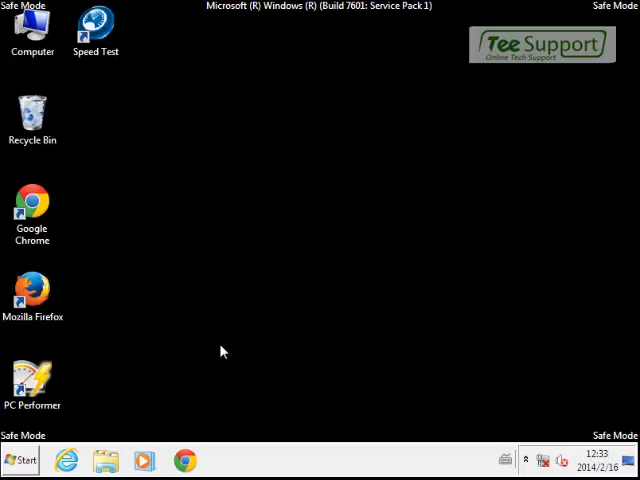 Safe Mode
Microsoft (R) Windows (R) (Build 7601: Service Pack 1)
Safe Mode
Computer
Speed Test
Tee Support
Online Tech Support
Recycle Bin
Google
Chrome
Mozilla Firefox
PC Performer
Safe Mode
Safe Mode
Start
12:33
2014/2/16